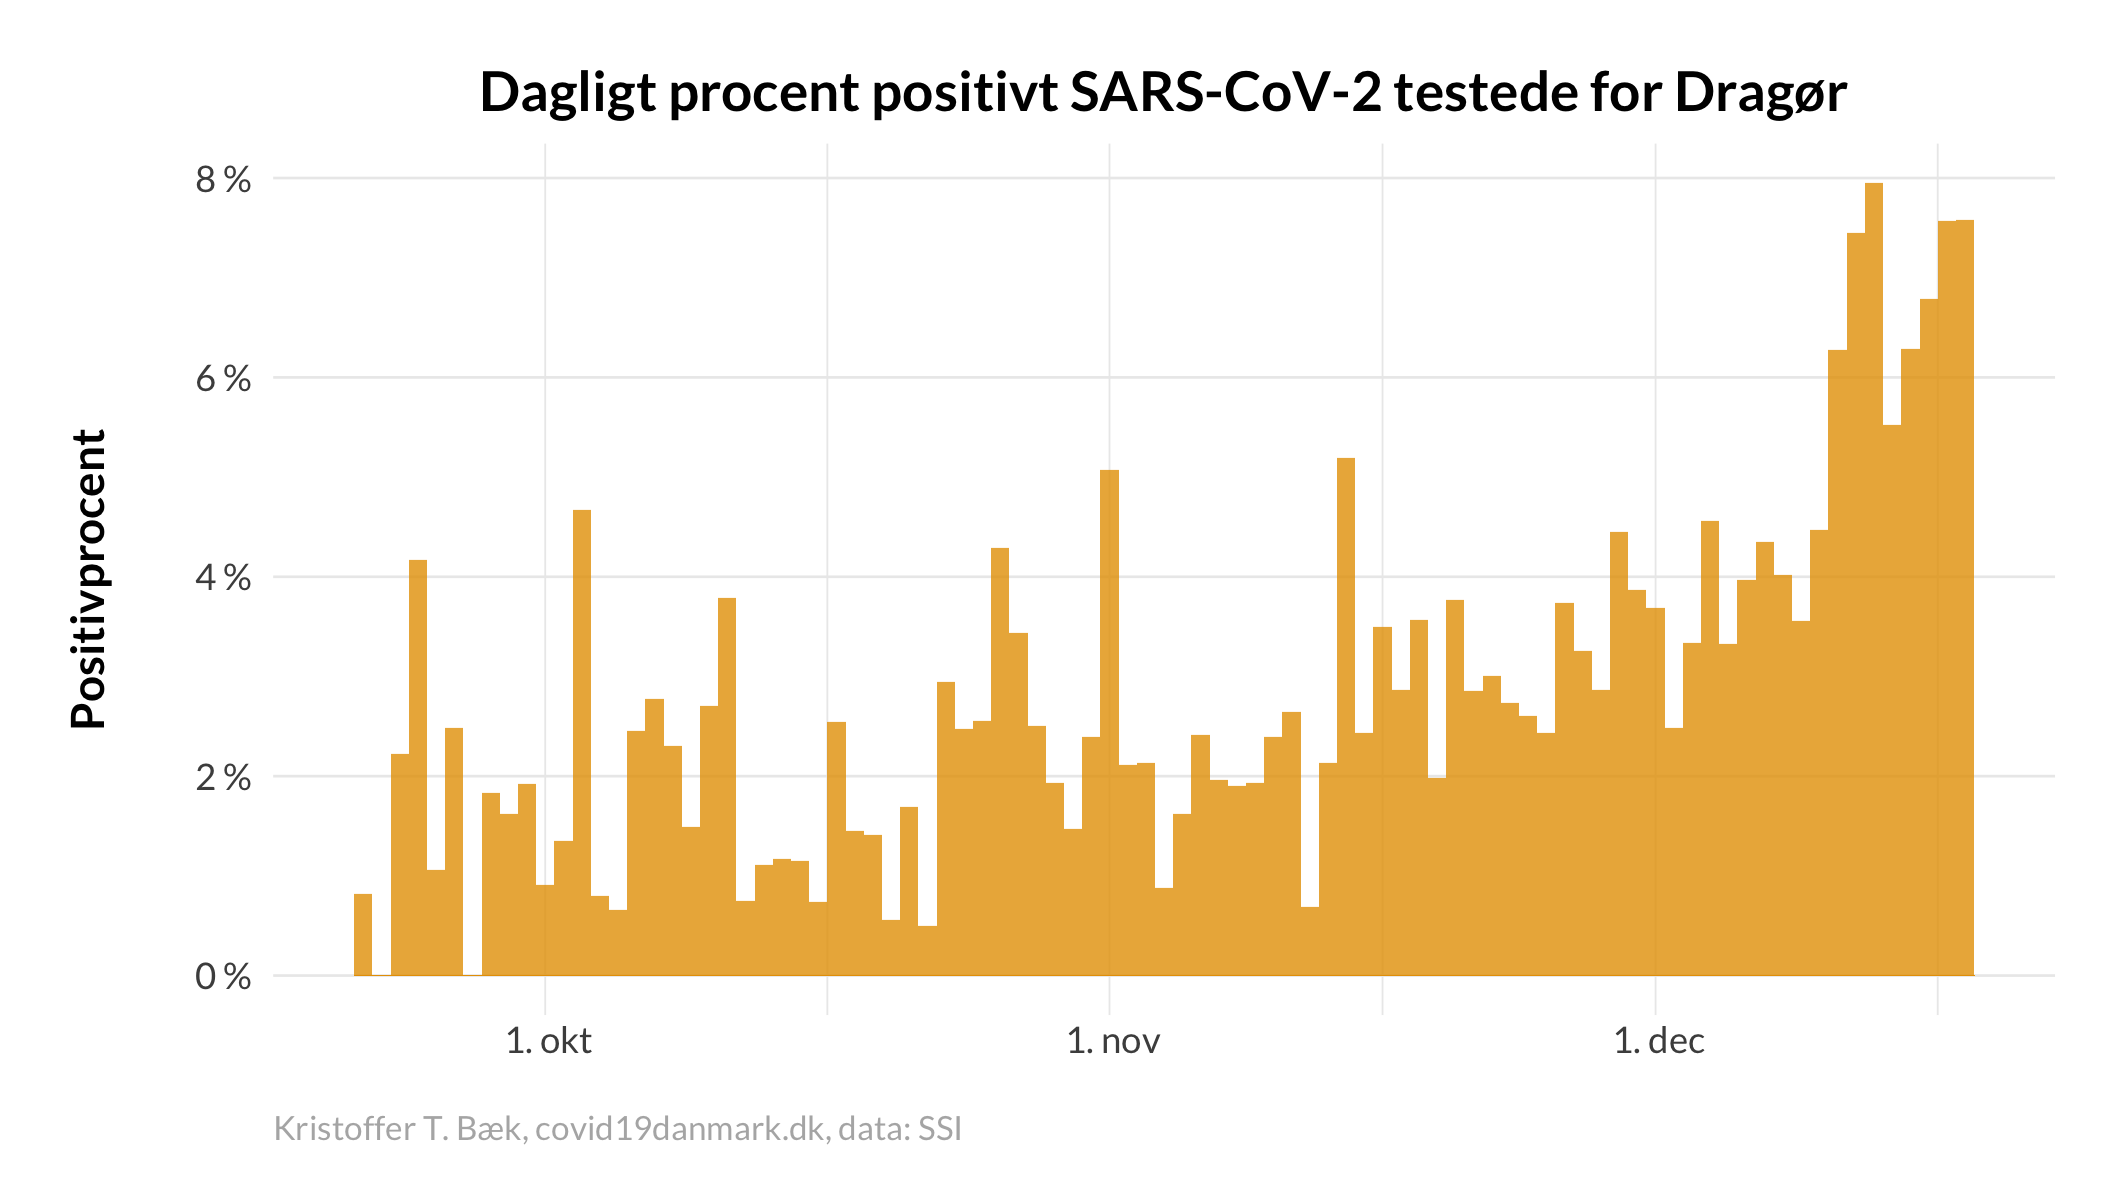 Dagligt procent positivt SARS-CoV-2 testede for Dragør
8 %
6 %
4 %
2 %
0 %
Positivprocent
1. okt
1. nov
1. dec
Kristoffer T. Bæk, covid19danmark.dk, data: SSI